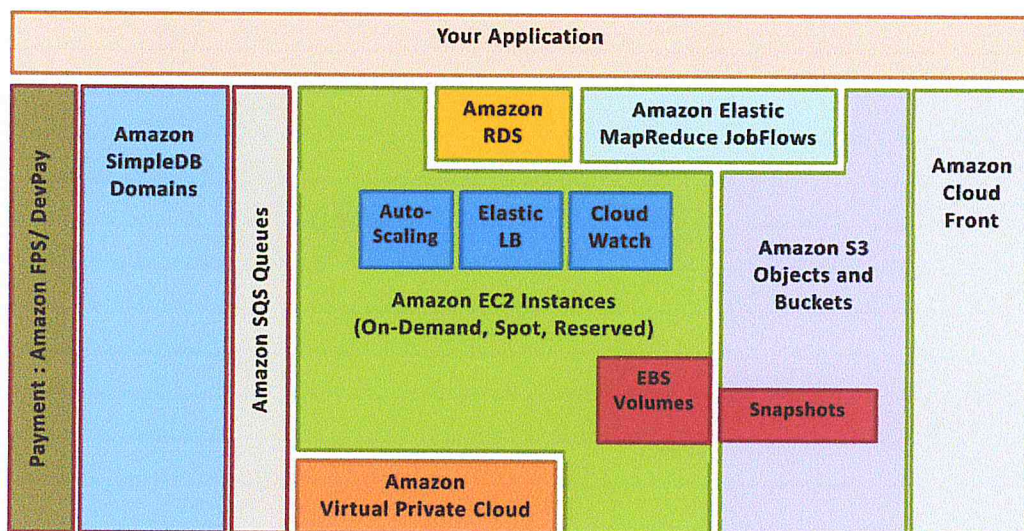 Your Application
Payment : Amazon FPS/ DevPay
Amazon
SimpleDB
Domains
Amazon SQS Queues
Amazon
RDS
Amazon Elastic
MapReduce JobFlows
Auto-
Scaling
Elastic
LB
Cloud
Watch
Amazon EC2 Instances
(On-Demand, Spot, Reserved)
EBS
Volumes
Snapshots
Amazon S3
Objects and
Buckets
Amazon
Cloud
Front
Amazon
Virtual Private Cloud